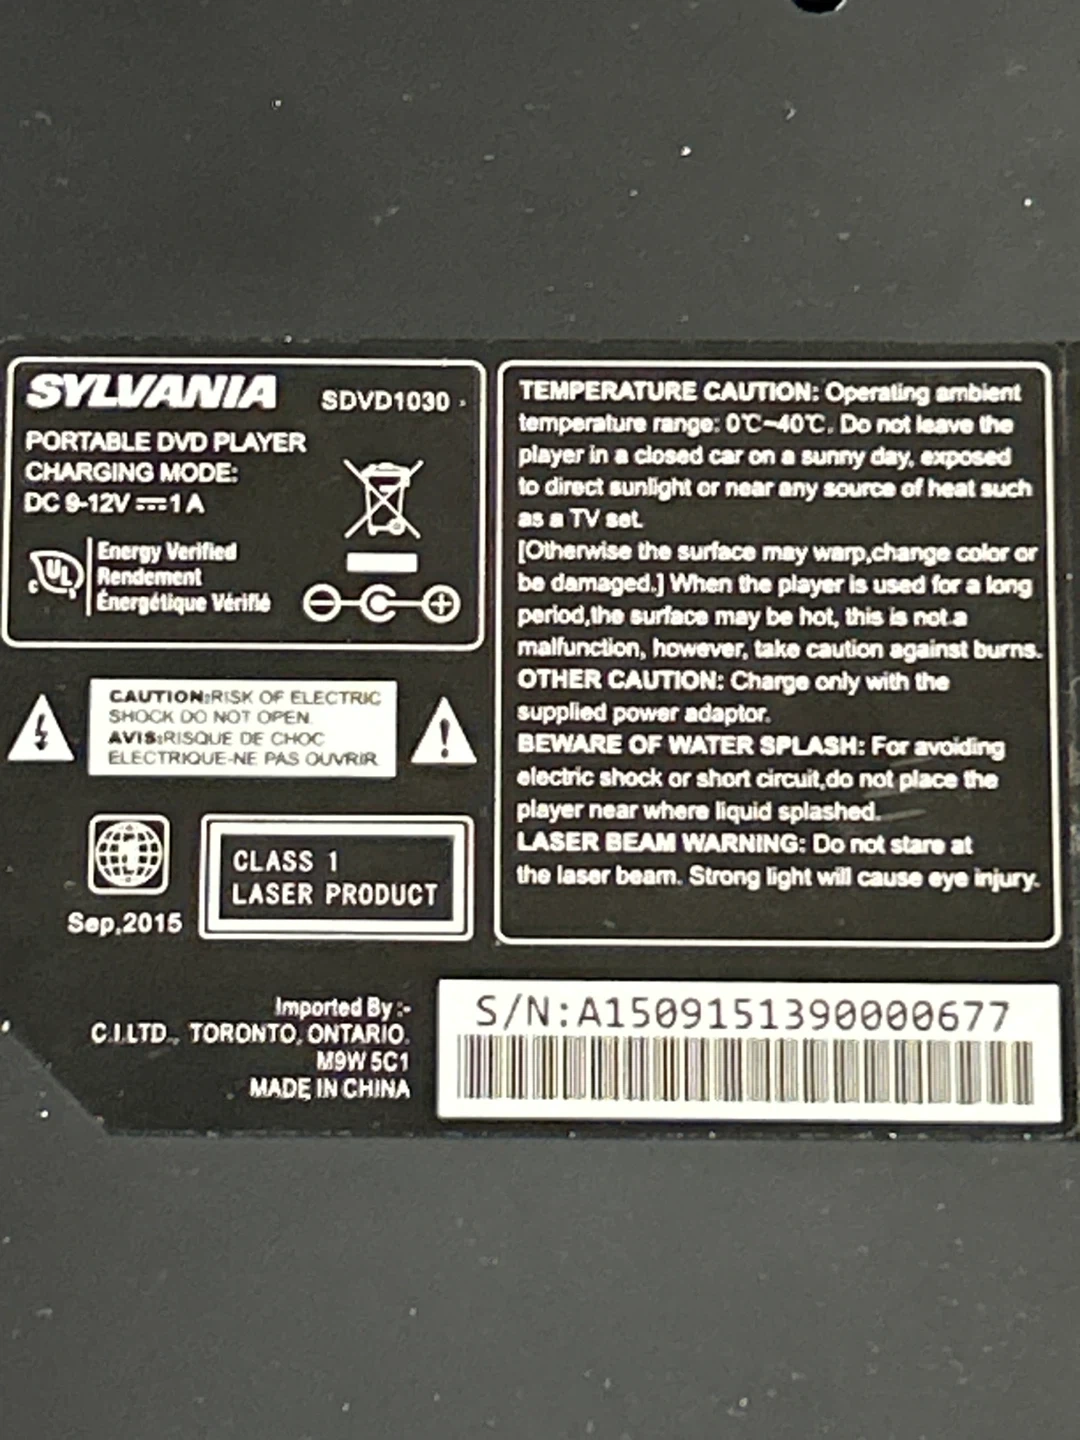 SYLVANIA SDVD1030
PORTABLE DVD PLAYER
CHARGING MODE:
DC 9-12V ⎓ 1 A
c UL
Energy Verified
Rendement
Énergétique Vérifié
CAUTION:RISK OF ELECTRIC
SHOCK DO NOT OPEN.
AVIS:RISQUE DE CHOC
ELECTRIQUE-NE PAS OUVRIR
1
Sep,2015
CLASS 1
LASER PRODUCT
TEMPERATURE CAUTION: Operating ambient
temperature range: 0℃~40℃. Do not leave the
player in a closed car on a sunny day, exposed
to direct sunlight or near any source of heat such
as a TV set.
[Otherwise the surface may warp,change color or
be damaged.] When the player is used for a long
period,the surface may be hot, this is not a
malfunction, however, take caution against burns.
OTHER CAUTION: Charge only with the
supplied power adaptor.
BEWARE OF WATER SPLASH: For avoiding
electric shock or short circuit,do not place the
player near where liquid splashed.
LASER BEAM WARNING: Do not stare at
the laser beam. Strong light will cause eye injury.
Imported By :-
C.I.LTD., TORONTO, ONTARIO.
M9W 5C1
MADE IN CHINA
S/N:A1509151390000677